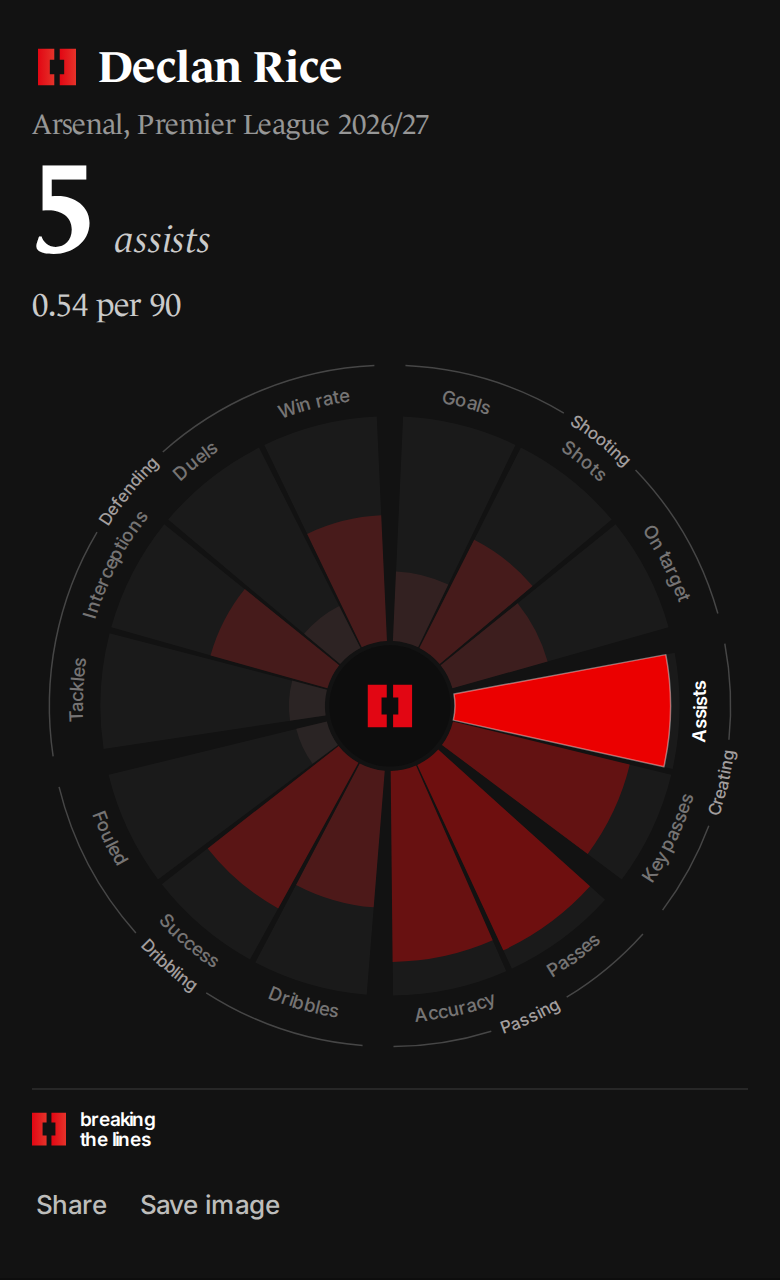 Declan Rice
Arsenal, Premier League 2026/27
5 assists
0.54 per 90
Win rate
Goals
Shooting
Shots
Duels
Defending
Interceptions
On target
Tackles
Assists
Creating
Key passes
Fouled
Success
Dribbling
Dribbles
Passes
Accuracy
Passing
breaking
the lines
Share
Save image